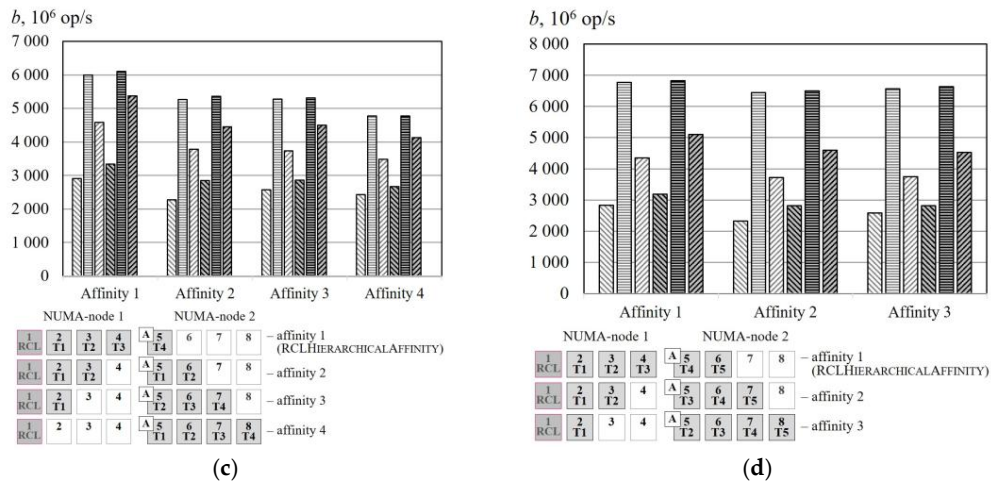 b, 10⁶ op/s
7 000
6 000
5 000
4 000
3 000
2 000
1 000
0
Affinity 1 Affinity 2 Affinity 3 Affinity 4
NUMA-node 1 NUMA-node 2
1 2 3 4 A 5 6 7 8 – affinity 1
RCL T1 T2 T3 T4 (RCLHIERARCHICALAFFINITY)
1 2 3 4 A 5 6 7 8 – affinity 2
RCL T1 T2 T1 T2
1 2 3 4 A 5 6 7 8 – affinity 3
RCL T1 T2 T3 T4
1 2 3 4 A 5 6 7 8 – affinity 4
RCL T1 T2 T3 T4
(c)
b, 10⁶ op/s
8 000
7 000
6 000
5 000
4 000
3 000
2 000
1 000
0
Affinity 1 Affinity 2 Affinity 3
NUMA-node 1 NUMA-node 2
1 2 3 4 A 5 6 7 8 – affinity 1
RCL T1 T2 T3 T4 T5 (RCLHIERARCHICALAFFINITY)
1 2 3 4 A 5 6 7 8 – affinity 2
RCL T1 T2 T3 T4 T5
1 2 3 4 A 5 6 7 8 – affinity 3
RCL T1 T2 T3 T4 T5
(d)